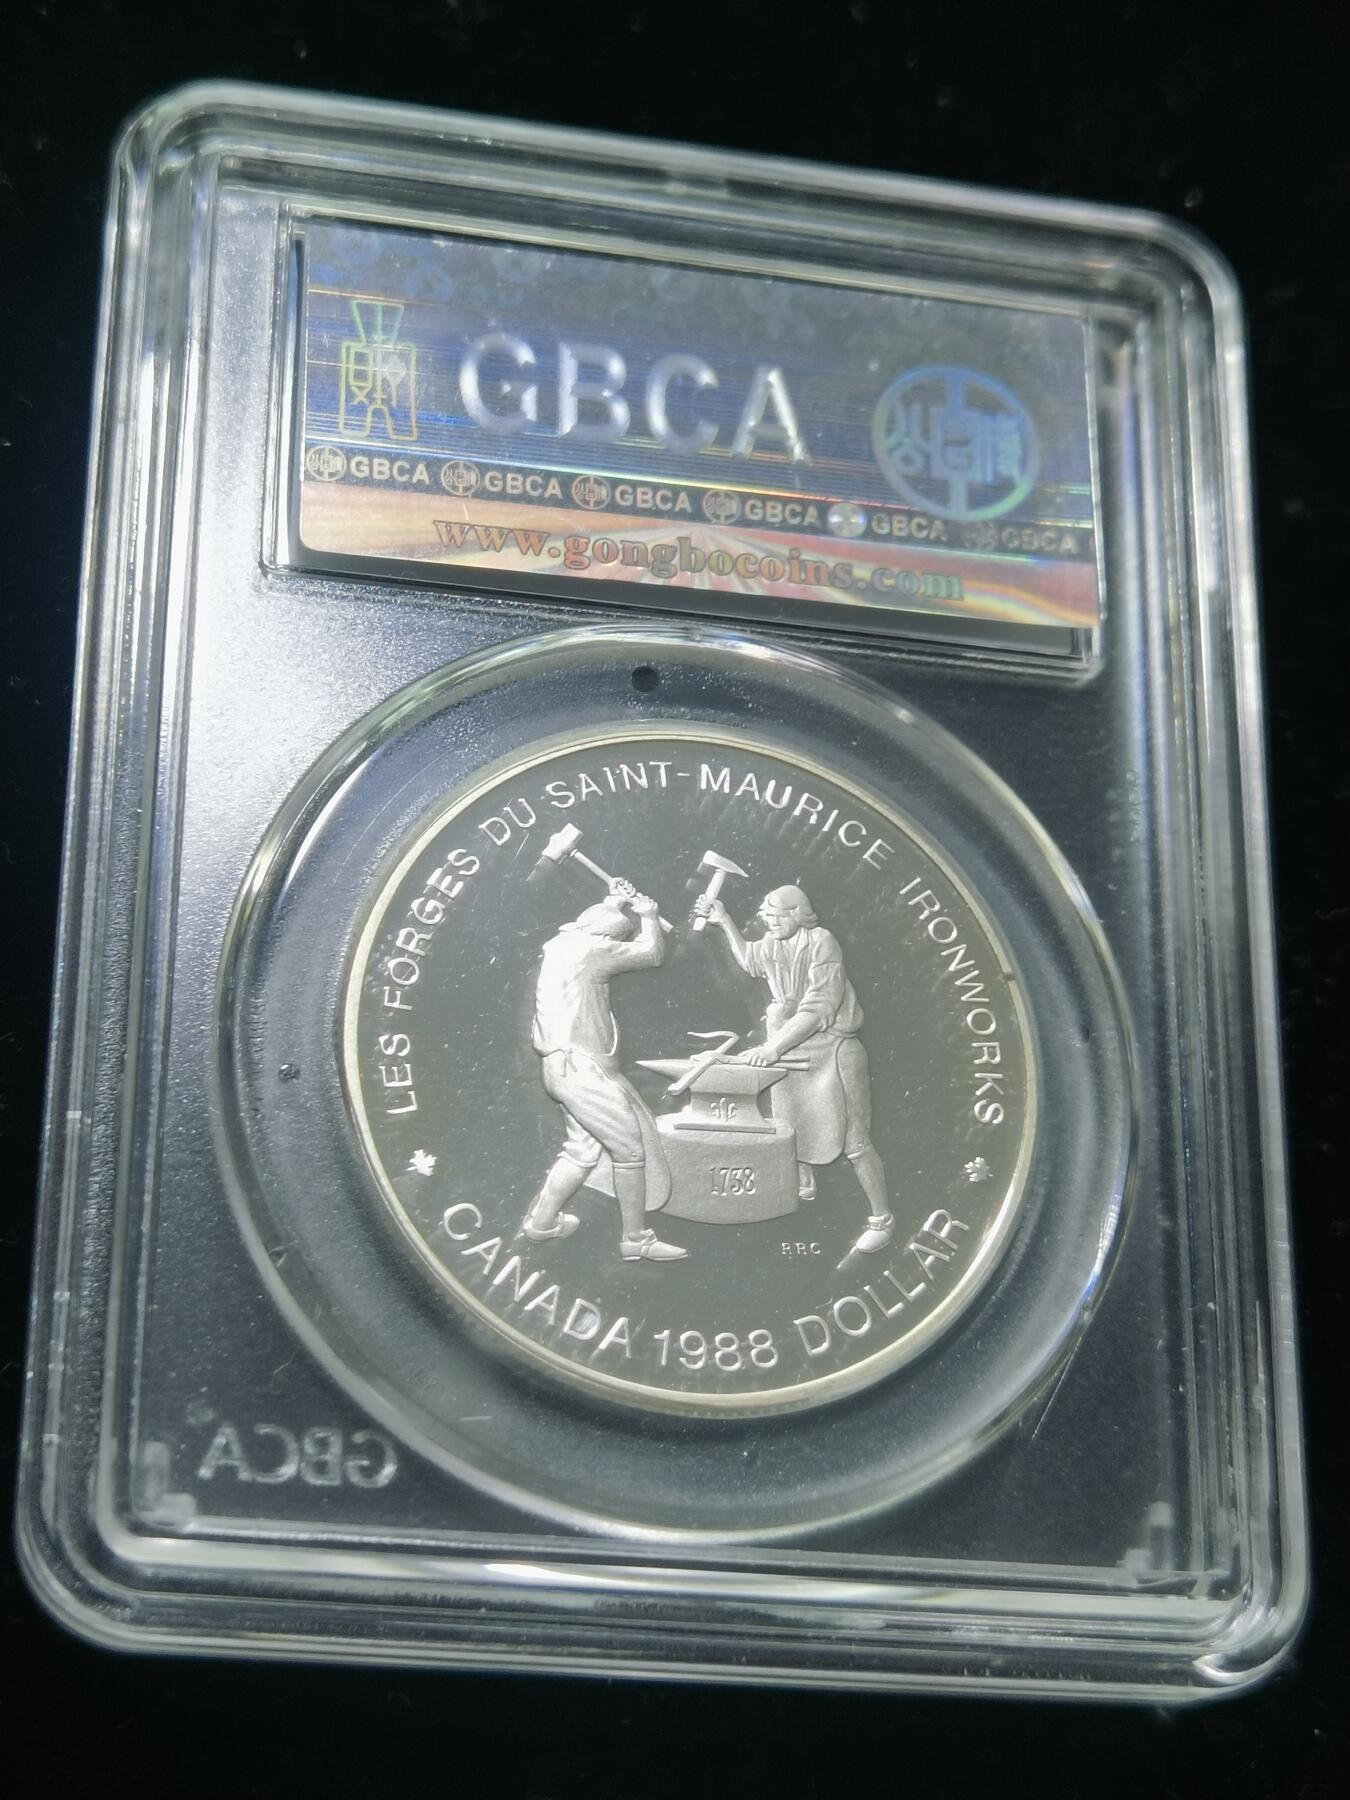 GBCA
GBCA GBCA GBCA GBCA GBCA GBCA
www.gongbocoins.com
LES FORGES DU SAINT-MAURICE IRONWORKS
1738
RRC
CANADA 1988 DOLLAR
GBCA